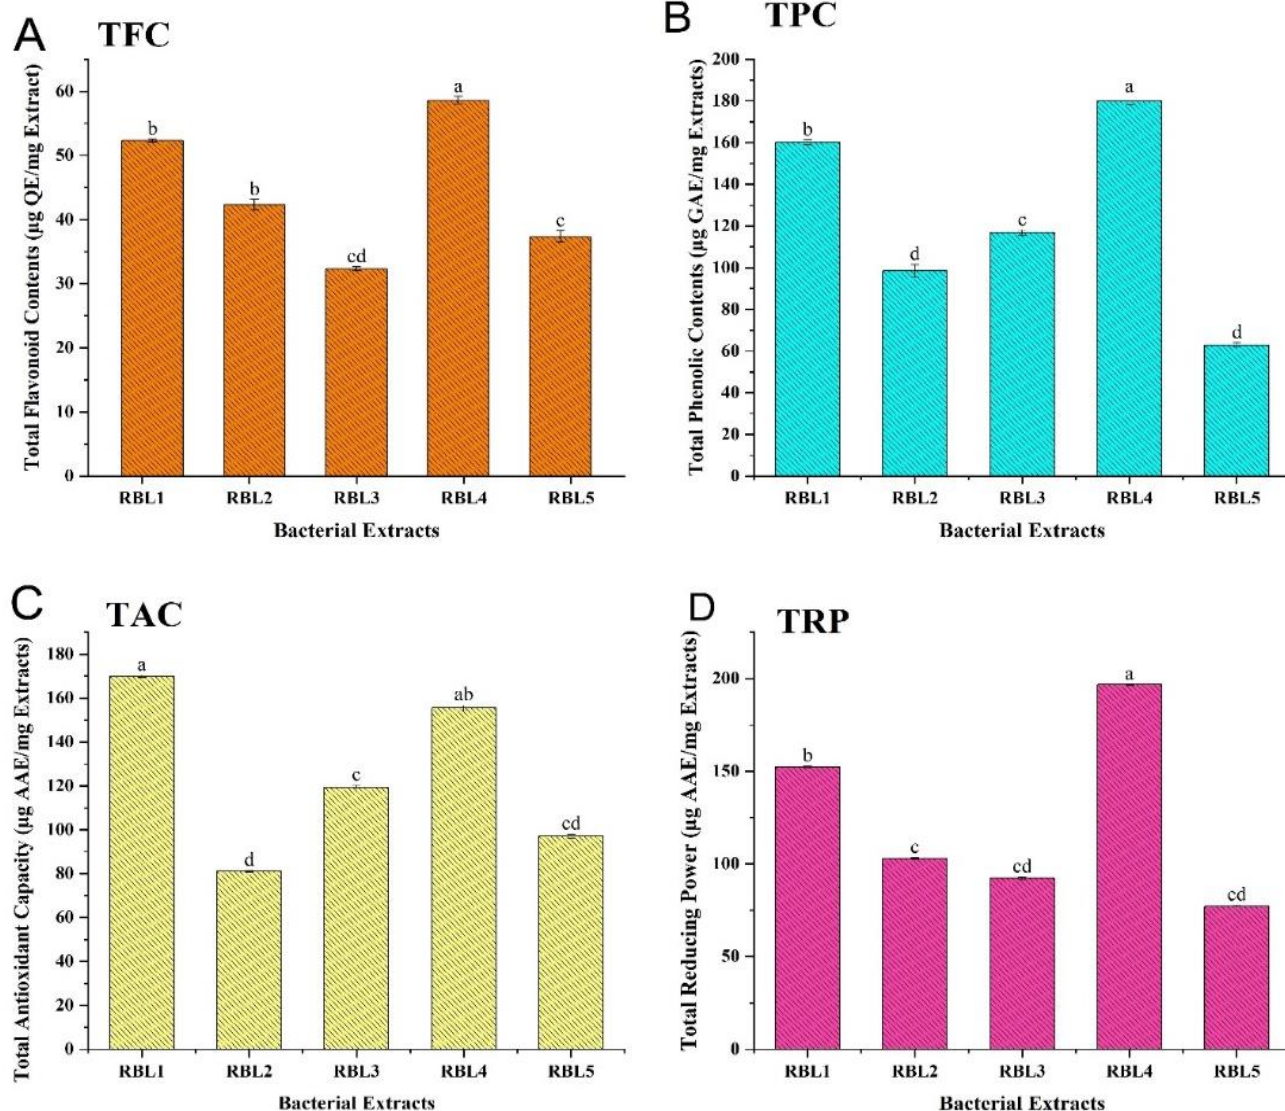 A
TFC
Total Flavonoid Contents (µg QE/mg Extract)
60
50
40
30
20
10
0
b
b
cd
a
c
RBL1 RBL2 RBL3 RBL4 RBL5
Bacterial Extracts
B
TPC
Total Phenolic Contents (µg GAE/mg Extracts)
200
180
160
140
120
100
80
60
40
20
0
b
d
c
a
d
RBL1 RBL2 RBL3 RBL4 RBL5
Bacterial Extracts
C
TAC
Total Antioxidant Capacity (µg AAE/mg Extracts)
180
160
140
120
100
80
60
40
20
0
a
d
c
ab
cd
RBL1 RBL2 RBL3 RBL4 RBL5
Bacterial Extracts
D
TRP
Total Reducing Power (µg AAE/mg Extracts)
200
150
100
50
0
b
c
cd
a
cd
RBL1 RBL2 RBL3 RBL4 RBL5
Bacterial Extracts